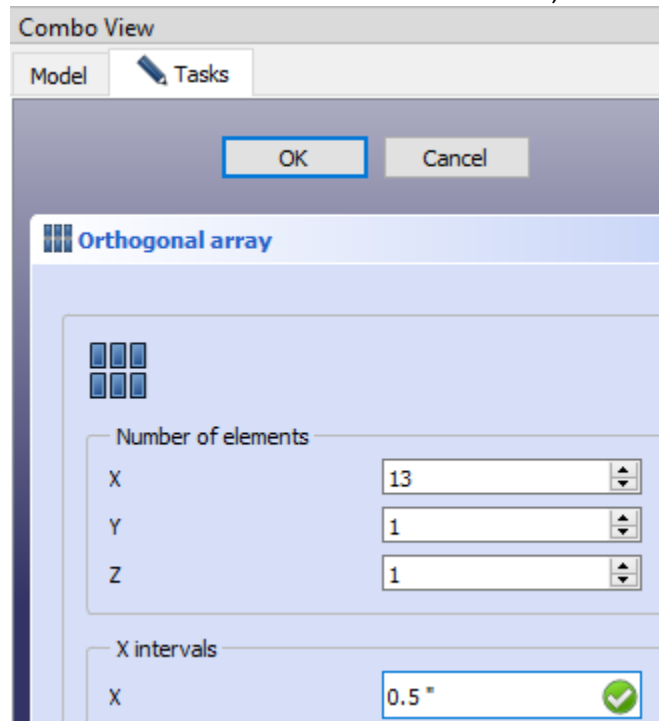 Combo View
Model Tasks
OK Cancel
Orthogonal array
Number of elements
X 13
Y 1
Z 1
X intervals
X 0.5 "